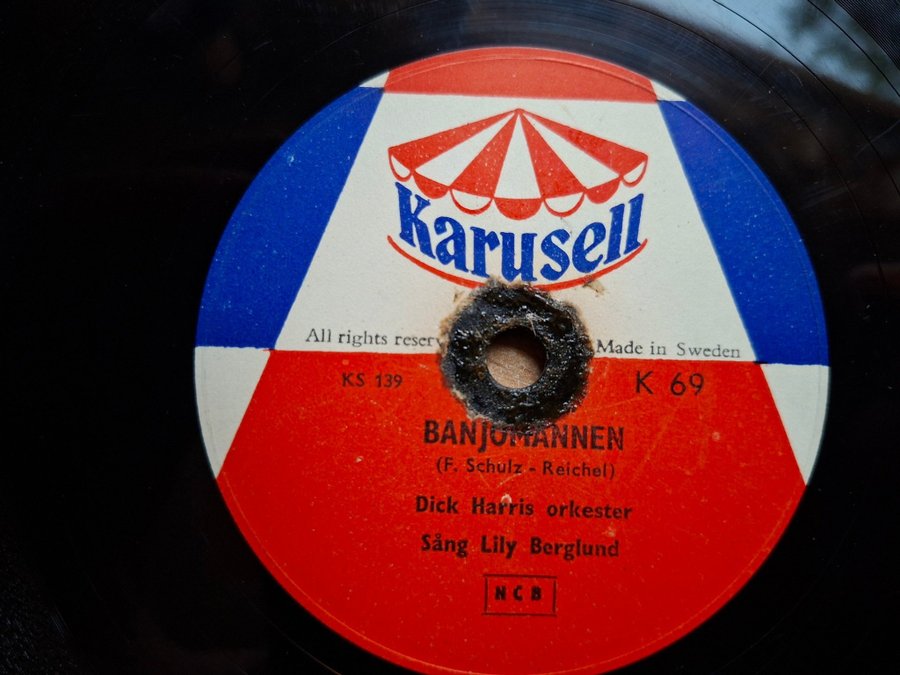 Karusell
All rights reser
Made in Sweden
KS 139
K 69
BANJOMANNEN
(F. Schulz - Reichel)
Dick Harris orkester
Sång Lily Berglund
NCB